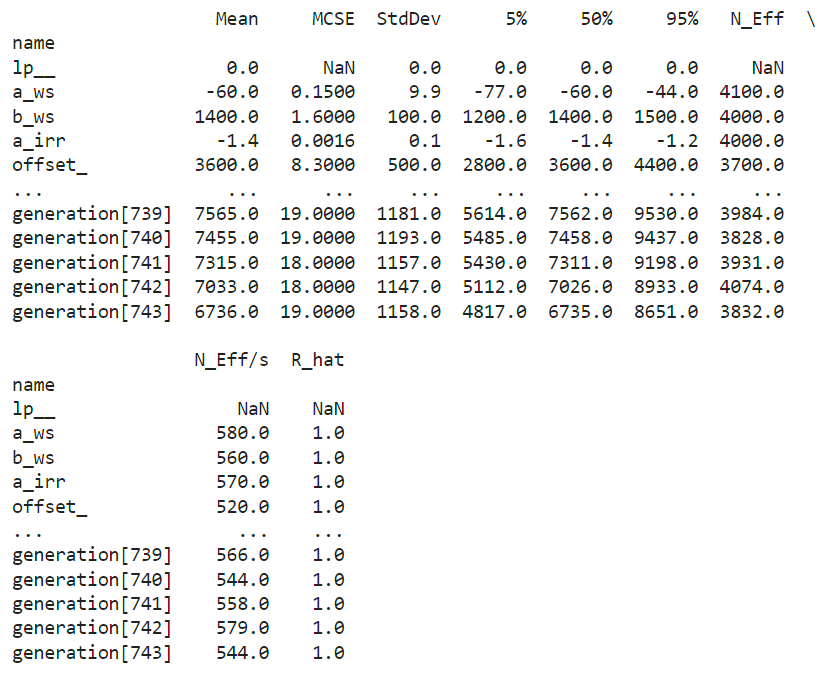 Mean MCSE StdDev 5% 50% 95% N_Eff \
name
lp__ 0.0 NaN 0.0 0.0 0.0 0.0 NaN
a_ws -60.0 0.1500 9.9 -77.0 -60.0 -44.0 4100.0
b_ws 1400.0 1.6000 100.0 1200.0 1400.0 1500.0 4000.0
a_irr -1.4 0.0016 0.1 -1.6 -1.4 -1.2 4000.0
offset_ 3600.0 8.3000 500.0 2800.0 3600.0 4400.0 3700.0
... ... ... ... ... ... ... ...
generation[739] 7565.0 19.0000 1181.0 5614.0 7562.0 9530.0 3984.0
generation[740] 7455.0 19.0000 1193.0 5485.0 7458.0 9437.0 3828.0
generation[741] 7315.0 18.0000 1157.0 5430.0 7311.0 9198.0 3931.0
generation[742] 7033.0 18.0000 1147.0 5112.0 7026.0 8933.0 4074.0
generation[743] 6736.0 19.0000 1158.0 4817.0 6735.0 8651.0 3832.0
N_Eff/s R_hat
name
lp__ NaN NaN
a_ws 580.0 1.0
b_ws 560.0 1.0
a_irr 570.0 1.0
offset_ 520.0 1.0
... ... ...
generation[739] 566.0 1.0
generation[740] 544.0 1.0
generation[741] 558.0 1.0
generation[742] 579.0 1.0
generation[743] 544.0 1.0